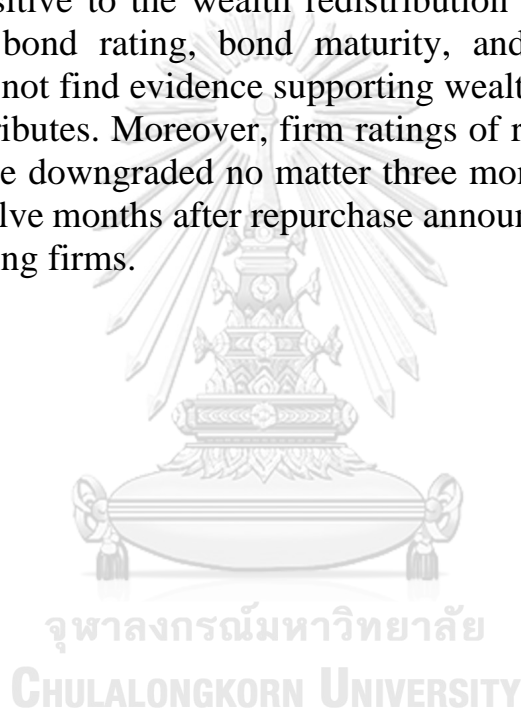 sitive to the wealth redistribution
bond rating, bond maturity, and
not find evidence supporting wealt
ributes. Moreover, firm ratings of r
e downgraded no matter three mor
lve months after repurchase annour
ng firms.
จุฬาลงกรณ์มหาวิทยาลัย
CHULALONGKORN UNIVERSITY